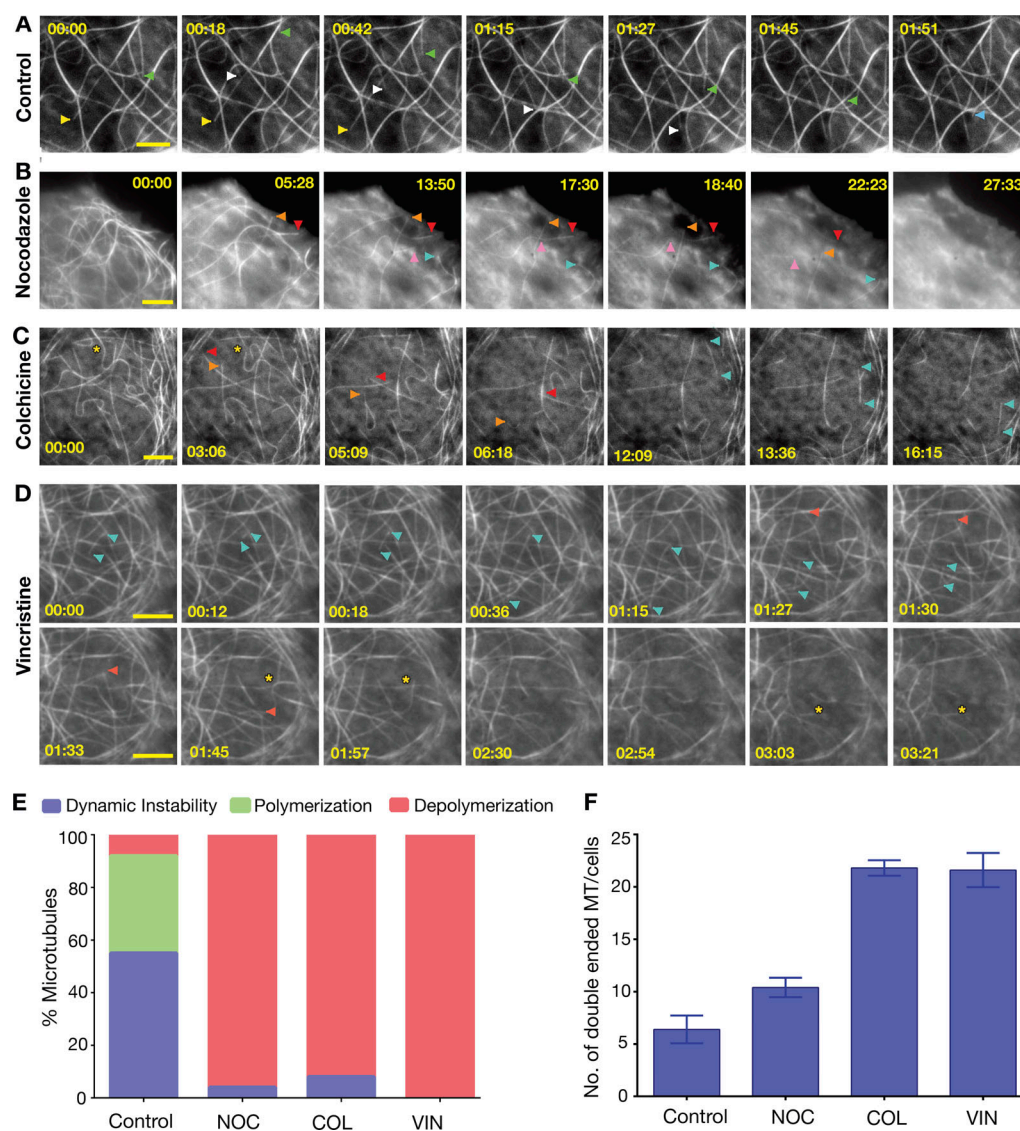 A
Control
00:00 00:18 00:42 01:15 01:27 01:45 01:51
B
Nocodazole
00:00 05:28 13:50 17:30 18:40 22:23 27:33
C
Colchicine
*
*
00:00 03:06 05:09 06:18 12:09 13:36 16:15
D
Vincristine
00:00 00:12 00:18 00:36 01:15 01:27 01:30
* * * *
01:33 01:45 01:57 02:30 02:54 03:03 03:21
E
Dynamic Instability Polymerization Depolymerization
% Microtubules
100
80
60
40
20
0
Control NOC COL VIN
F
No. of double ended MT/cells
25
20
15
10
5
0
Control NOC COL VIN